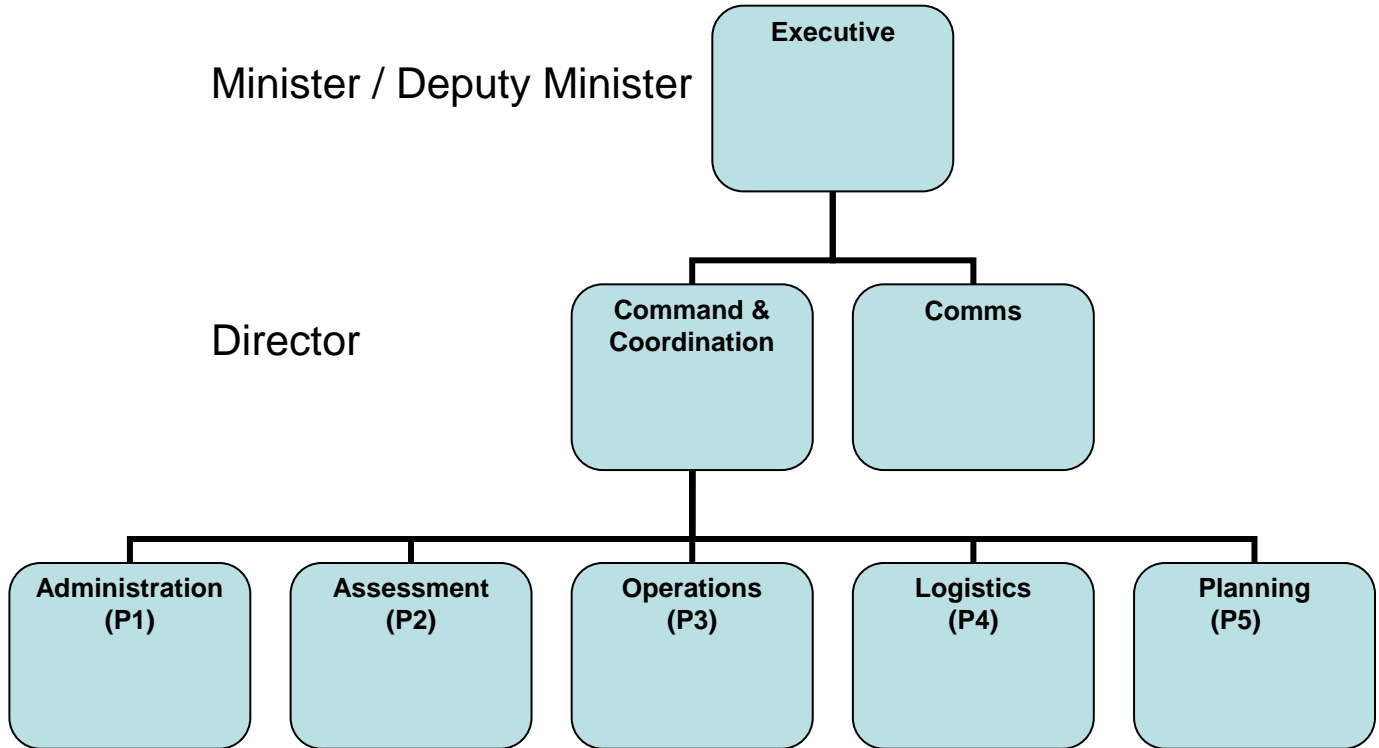 Executive
Minister / Deputy Minister
Command &
Coordination
Comms
Director
Administration
(P1)
Assessment
(P2)
Operations
(P3)
Logistics
(P4)
Planning
(P5)